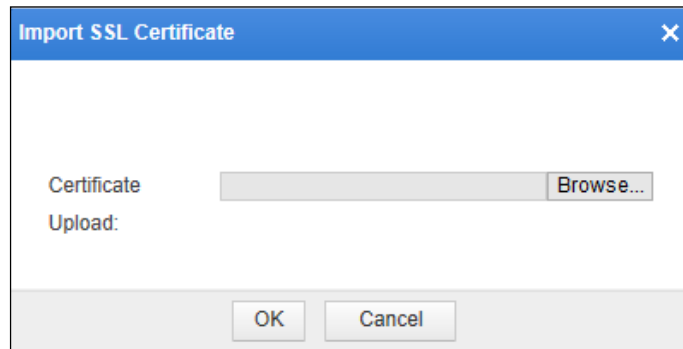 Import SSL Certificate
Certificate Browse...
Upload:
OK Cancel